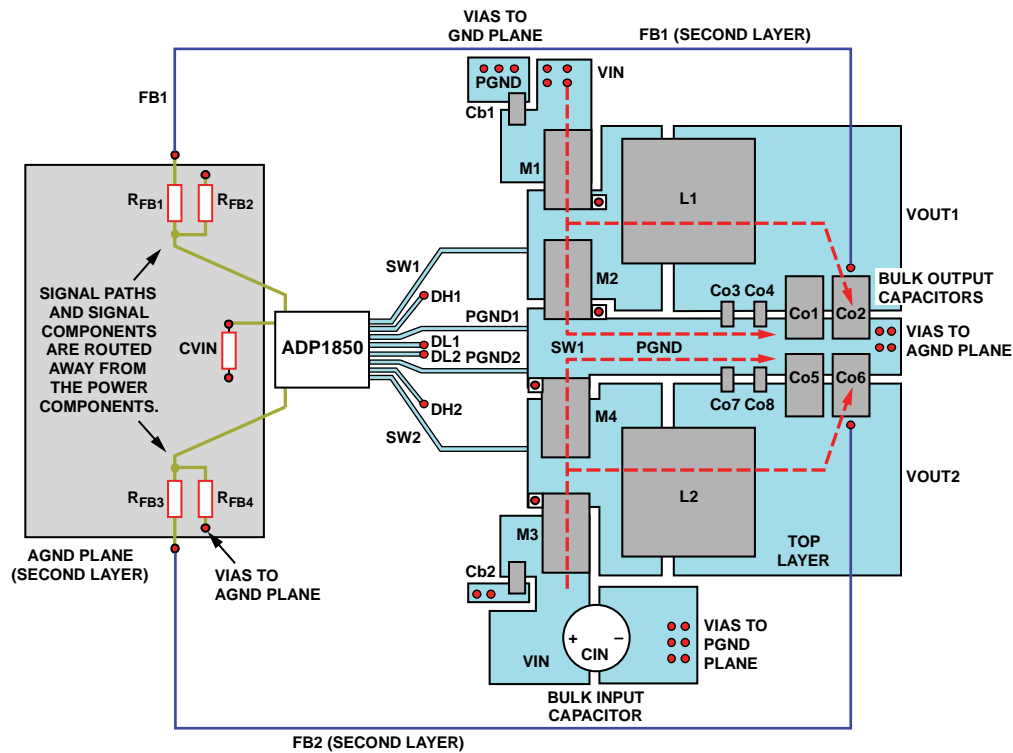 VIAS TO
GND PLANE
FB1 (SECOND LAYER)
VIN
PGND
FB1
Cb1
M1
L1
RFB1
RFB2
VOUT1
SW1
M2
BULK OUTPUT
CAPACITORS
SIGNAL PATHS
AND SIGNAL
COMPONENTS
ARE ROUTED
AWAY FROM
THE POWER
COMPONENTS.
DH1
Co3
Co4
Co1
Co2
PGND1
CVIN
ADP1850
DL1
DL2
PGND2
SW1
PGND
VIAS TO
AGND PLANE
Co7
Co8
Co5
Co6
DH2
M4
SW2
VOUT2
RFB3
RFB4
L2
M3
TOP
LAYER
AGND PLANE
(SECOND LAYER)
VIAS TO
AGND PLANE
Cb2
VIN
+
−
CIN
VIAS TO
PGND
PLANE
BULK INPUT
CAPACITOR
FB2 (SECOND LAYER)